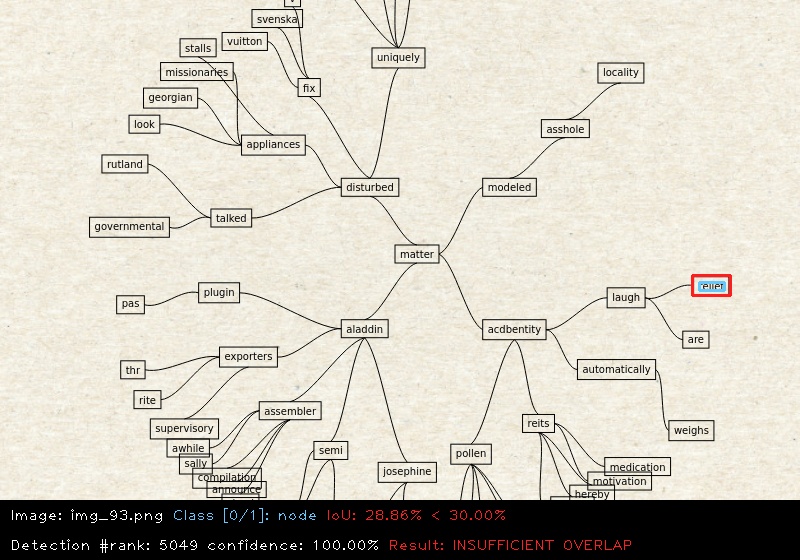 svenska
vuitton
stalls
uniquely
missionaries
locality
fix
georgian
look
asshole
appliances
rutland
disturbed
modeled
talked
governmental
matter
plugin
laugh
pas
aladdin
acdbentity
are
exporters
thr
automatically
rite
assembler
supervisory
reits
weighs
awhile
semi
pollen
sally
josephine
medication
compilation
motivation
announce
hereby
Image: img_93.png Class [0/1]: node IoU: 28.86% < 30.00%
Detection #rank: 5049 confidence: 100.00% Result: INSUFFICIENT OVERLAP